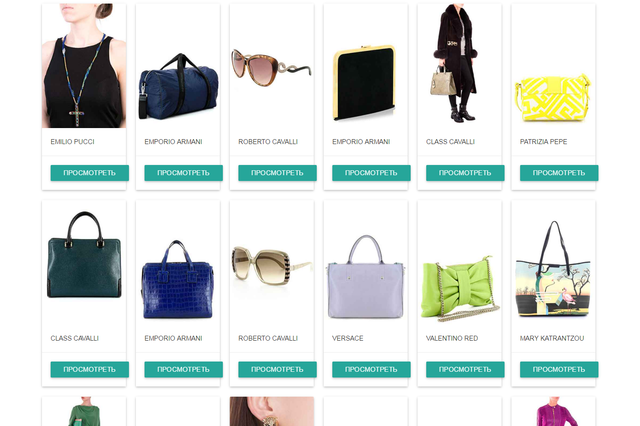 EMILIO PUCCI
EMPORIO ARMANI
ROBERTO CAVALLI
EMPORIO ARMANI
CLASS CAVALLI
PATRIZIA PEPE
ПРОСМОТРЕТЬ
ПРОСМОТРЕТЬ
ПРОСМОТРЕТЬ
ПРОСМОТРЕТЬ
ПРОСМОТРЕТЬ
ПРОСМОТРЕТЬ
CLASS CAVALLI
EMPORIO ARMANI
ROBERTO CAVALLI
VERSACE
VALENTINO RED
MARY KATRANTZOU
ПРОСМОТРЕТЬ
ПРОСМОТРЕТЬ
ПРОСМОТРЕТЬ
ПРОСМОТРЕТЬ
ПРОСМОТРЕТЬ
ПРОСМОТРЕТЬ